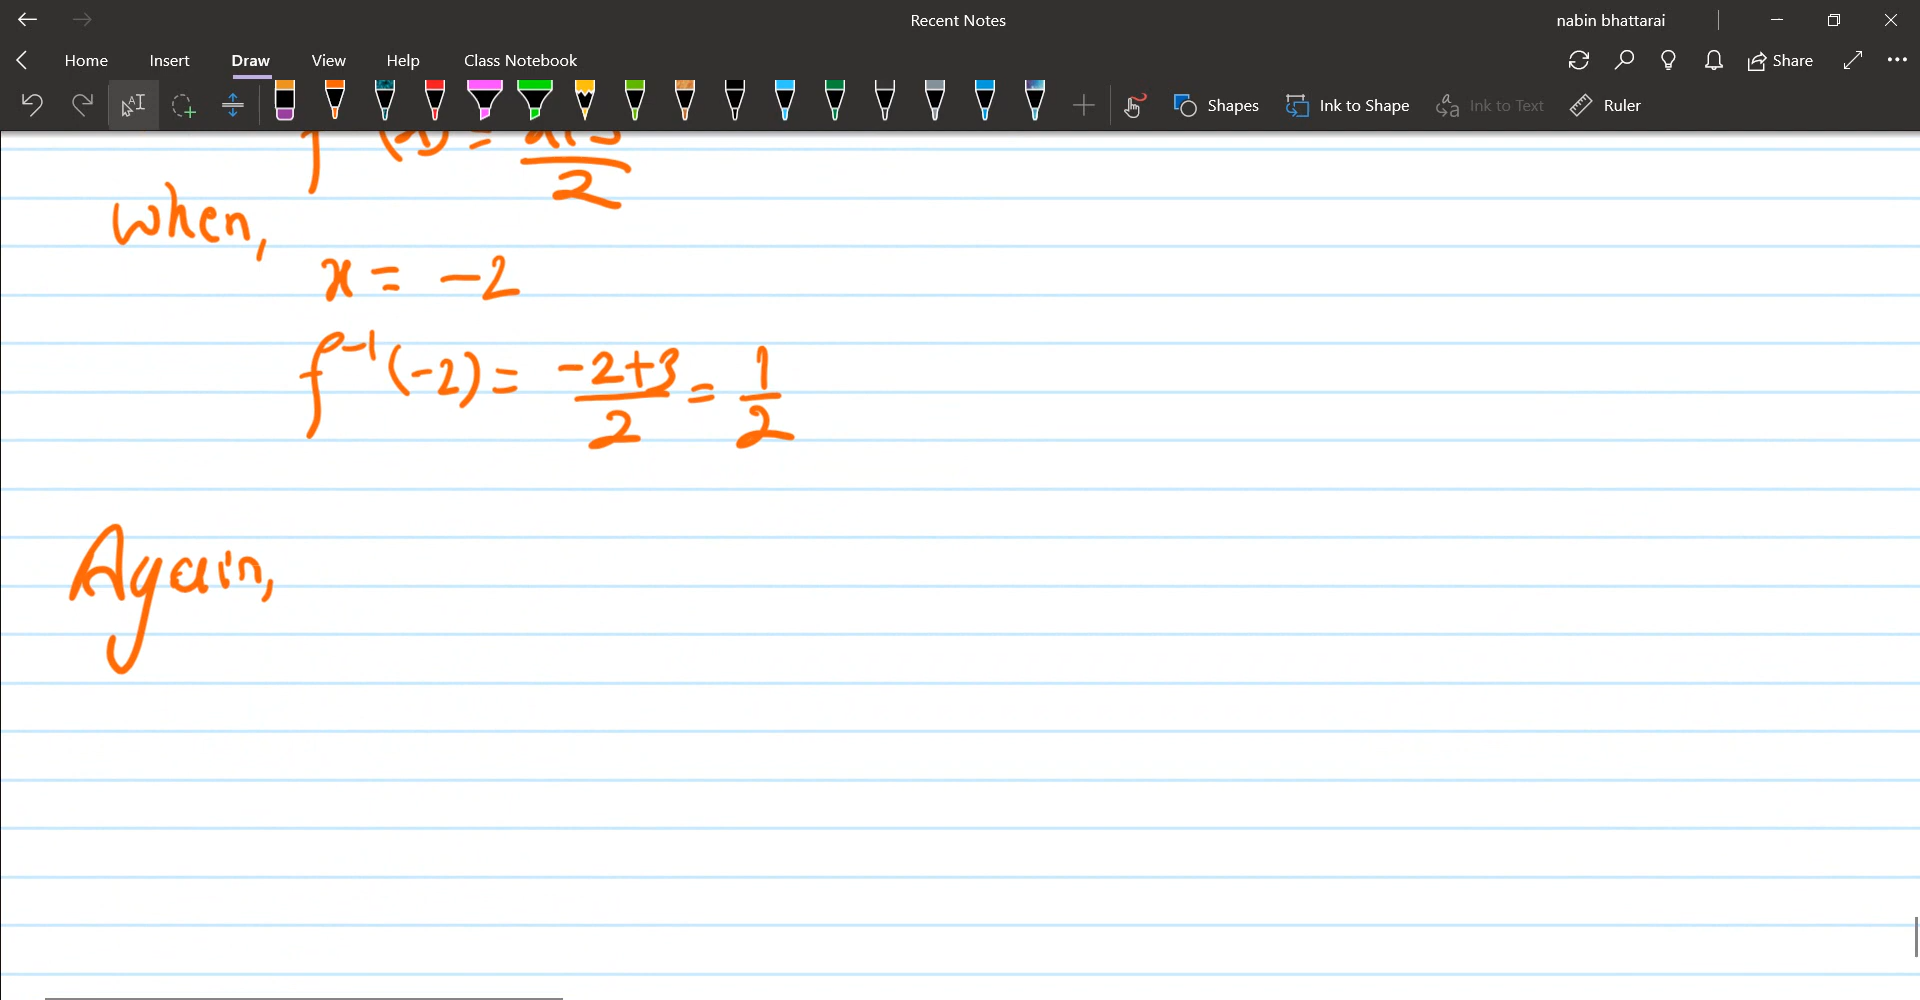 Recent Notes
nabin bhattarai
Home Insert Draw View Help Class Notebook
Share
Shapes Ink to Shape Ink to Text Ruler
2
When,
x = -2
f⁻¹(-2) = (-2+3)/2 = 1/2
Again,